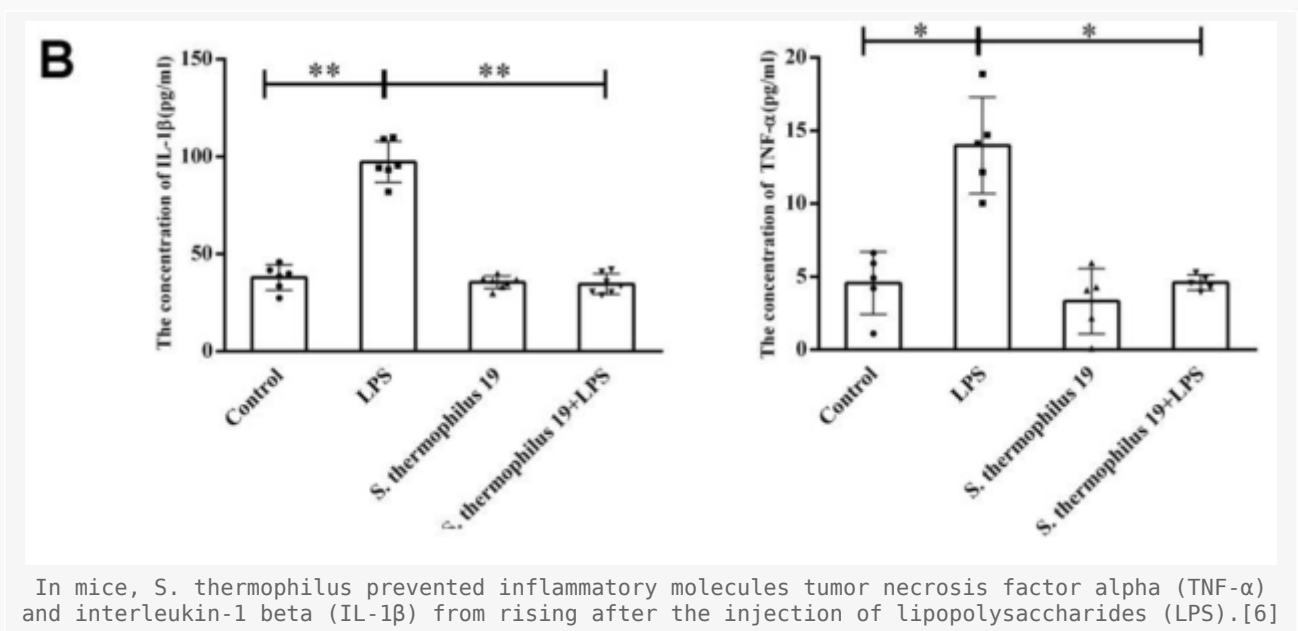 B
The concentration of IL-1β(pg/ml)
150
100
50
0
** **
Control
LPS
S. thermophilus 19
S. thermophilus 19+LPS
The concentration of TNF-α(pg/ml)
20
15
10
5
0
* *
Control
LPS
S. thermophilus 19
S. thermophilus 19+LPS
In mice, S. thermophilus prevented inflammatory molecules tumor necrosis factor alpha (TNF-α)
and interleukin-1 beta (IL-1β) from rising after the injection of lipopolysaccharides (LPS).[6]